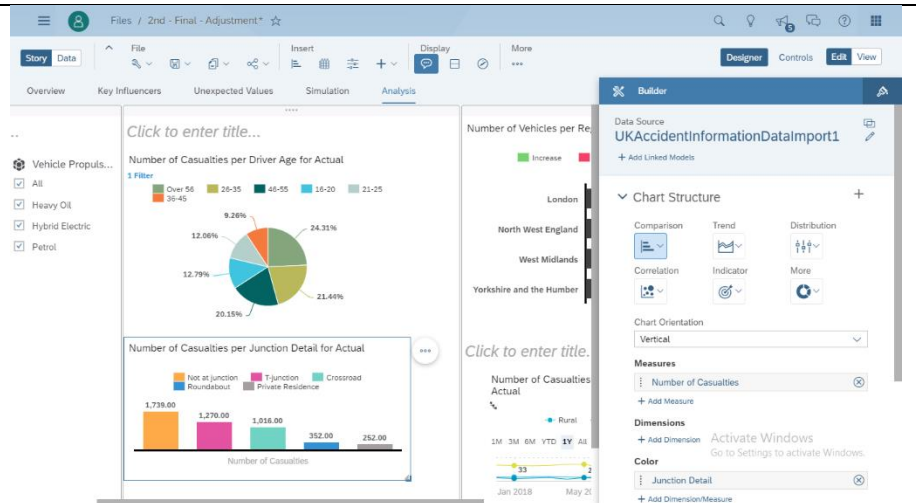 Files / 2nd - Final - Adjustment* ☆
5
Story Data
File
Insert
Display
More
Designer Controls Edit View
Overview Key Influencers Unexpected Values Simulation Analysis
Builder
..
Vehicle Propuls...
All
Heavy Oil
Hybrid Electric
Petrol
Click to enter title...
Number of Casualties per Driver Age for Actual
1 Filter
Over 56 26-35 46-55 16-20 21-25
36-45
9.26%
24.31%
12.06%
12.79%
21.44%
20.15%
Number of Casualties per Junction Detail for Actual
Not at junction T-junction Crossroad
Roundabout Private Residence
1,739.00
1,270.00
1,016.00
352.00
252.00
Number of Casualties
Number of Vehicles per Re
Increase
London
North West England
West Midlands
Yorkshire and the Humber
Click to enter title.
Number of Casualties
Actual
Rural
1M 3M 6M YTD 1Y All
33
2
Jan 2018 May 20
Data Source
UKAccidentInformationDataImport1
+ Add Linked Models
Chart Structure
Comparison Trend Distribution
Correlation Indicator More
Chart Orientation
Vertical
Measures
Number of Casualties
+ Add Measure
Dimensions
+ Add Dimension
Activate Windows
Go to Settings to activate Windows.
Color
Junction Detail
+ Add Dimension/Measure